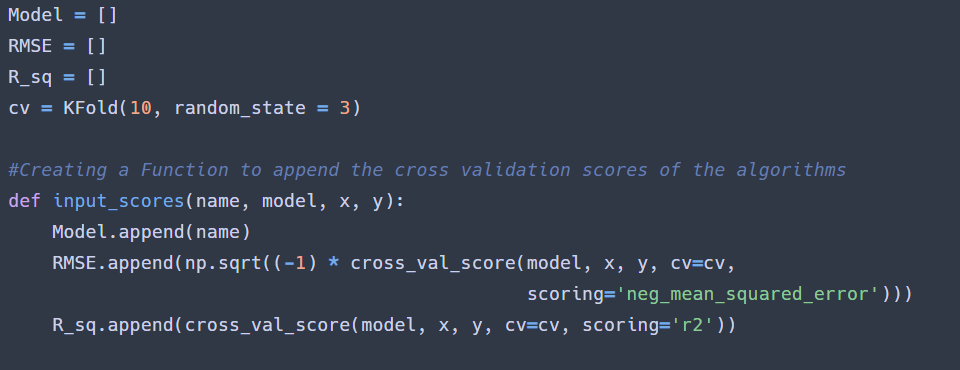 Model = []
RMSE = []
R_sq = []
cv = KFold(10, random_state = 3)
#Creating a Function to append the cross validation scores of the algorithms
def input_scores(name, model, x, y):
    Model.append(name)
    RMSE.append(np.sqrt((-1) * cross_val_score(model, x, y, cv=cv,
                                               scoring='neg_mean_squared_error')))
    R_sq.append(cross_val_score(model, x, y, cv=cv, scoring='r2'))